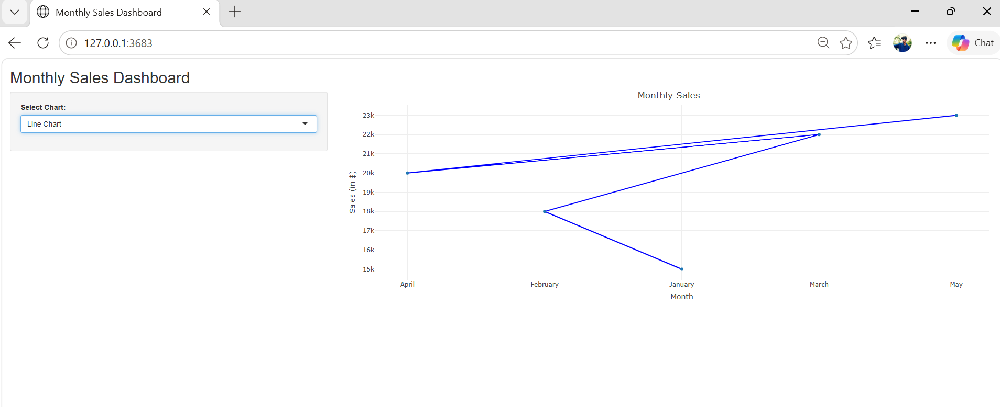 Monthly Sales Dashboard
127.0.0.1:3683
Chat
Monthly Sales Dashboard
Select Chart:
Line Chart
Monthly Sales
23k
22k
21k
20k
19k
18k
17k
16k
15k
Sales (in $)
April February January March May
Month